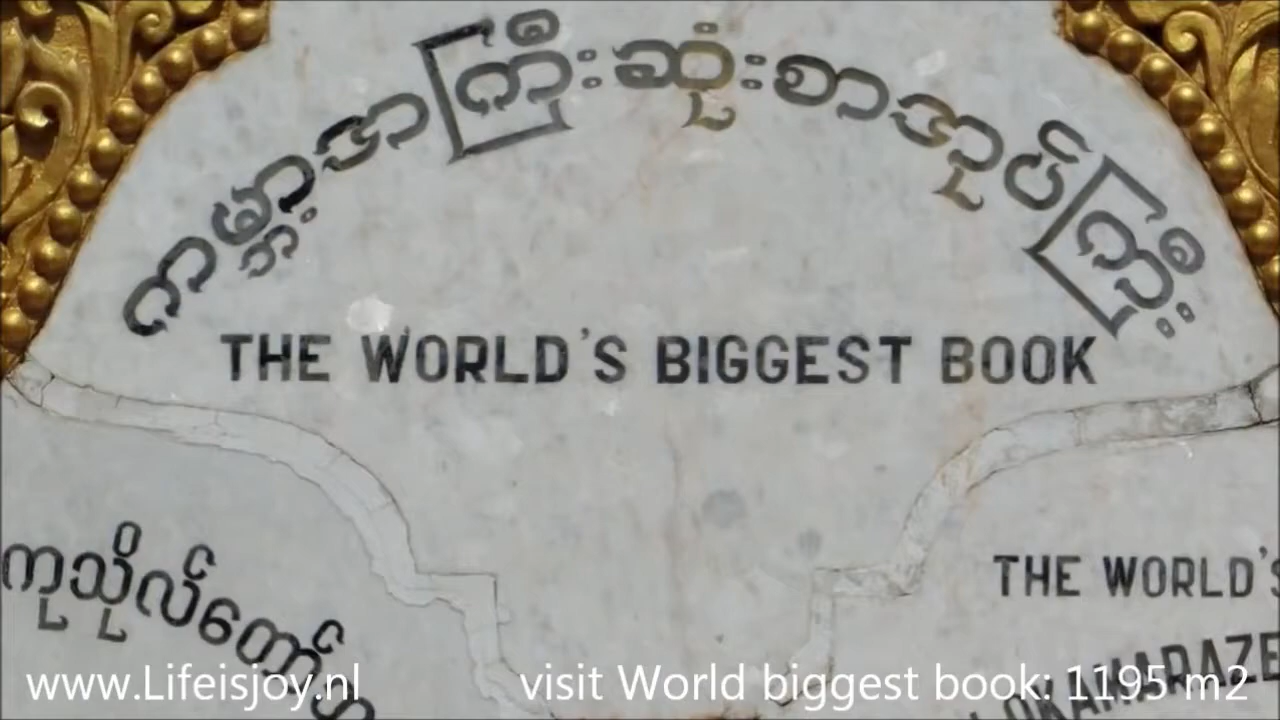 ကမ္ဘာ့အကြီးဆုံးစာအုပ်ကြီး
THE WORLD'S BIGGEST BOOK
ကုသိုလ်တော်
THE WORLD'S
www.Lifeisjoy.nl
visit World biggest book: 1195 m2